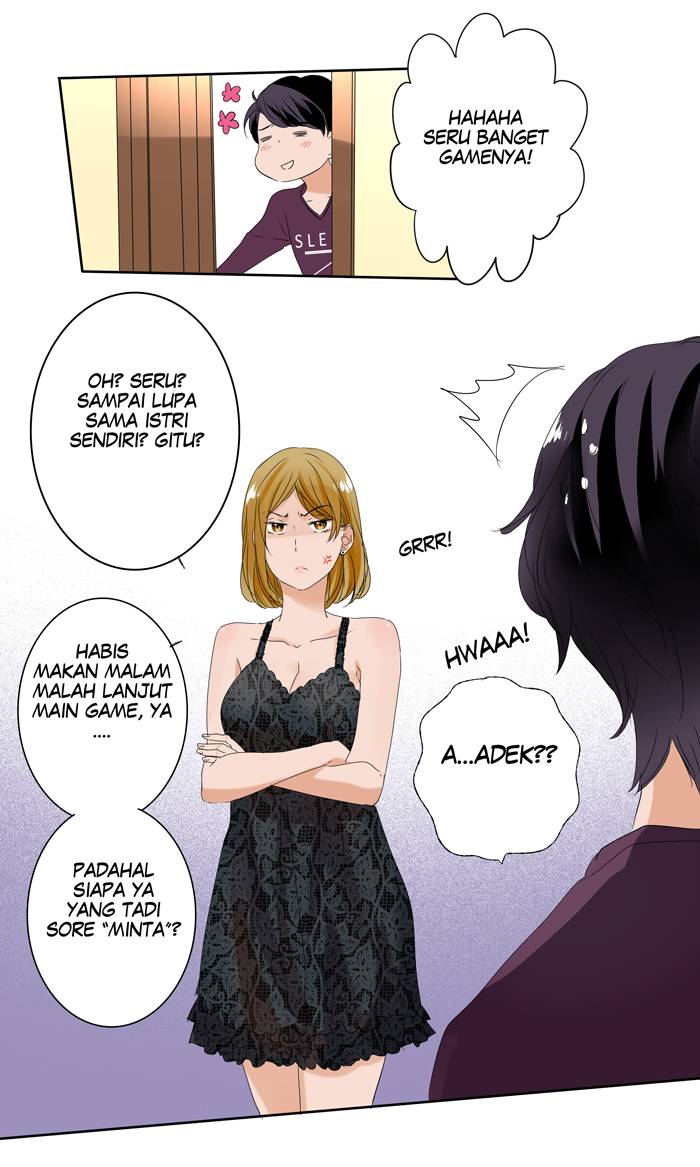 HAHAHA
SERU BANGET
GAMENYA!
SLE
OH? SERU?
SAMPAI LUPA
SAMA ISTRI
SENDIRI? GITU?
GRRR!
HWAAA!
HABIS
MAKAN MALAM
MALAH LANJUT
MAIN GAME, YA
....
A...ADEK??
PADAHAL
SIAPA YA
YANG TADI
SORE "MINTA"?